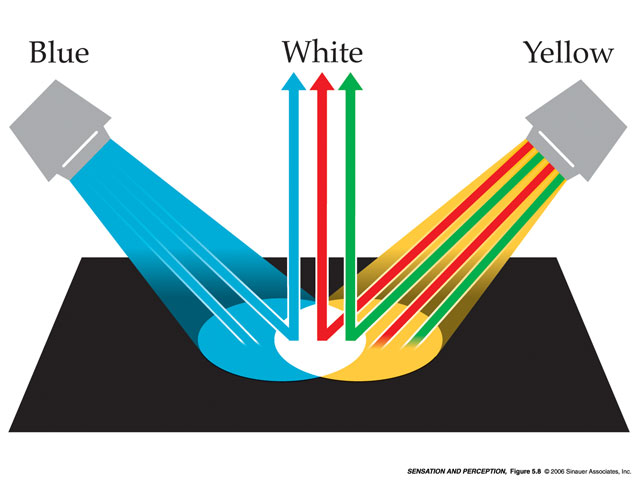 Blue
White
Yellow
SENSATION AND PERCEPTION, Figure 5.8 © 2006 Sinauer Associates, Inc.